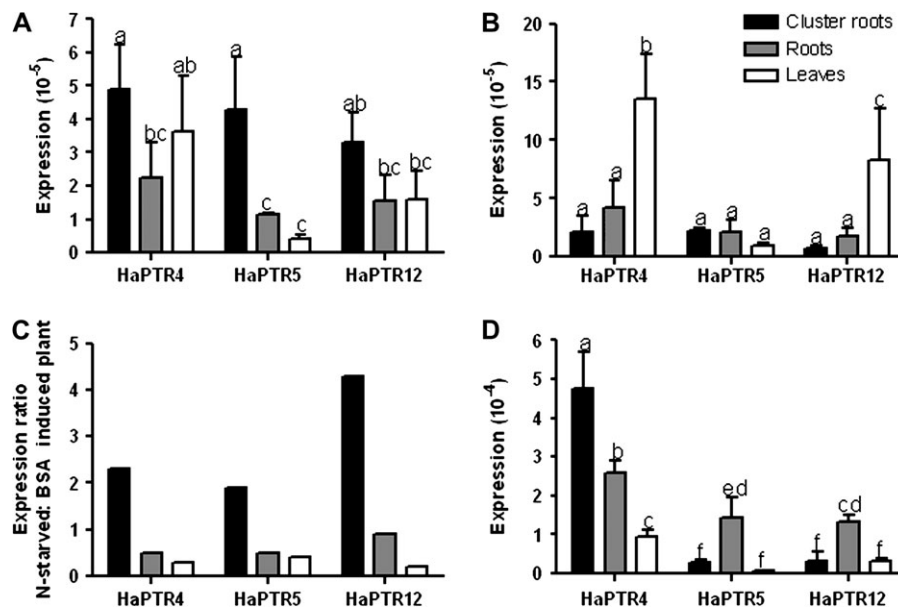 A
Expression (10-5)
7
6
5
4
3
2
1
0
a
bc
ab
a
c
c
ab
bc
bc
HaPTR4 HaPTR5 HaPTR12
B
Expression (10-5)
20
15
10
5
0
a
a
b
a
a
a
a
a
c
HaPTR4 HaPTR5 HaPTR12
Cluster roots
Roots
Leaves
C
Expression ratio
N-starved: BSA induced plant
5
4
3
2
1
0
HaPTR4 HaPTR5 HaPTR12
D
Expression (10-4)
6
5
4
3
2
1
0
a
b
c
f
ed
f
f
cd
f
HaPTR4 HaPTR5 HaPTR12